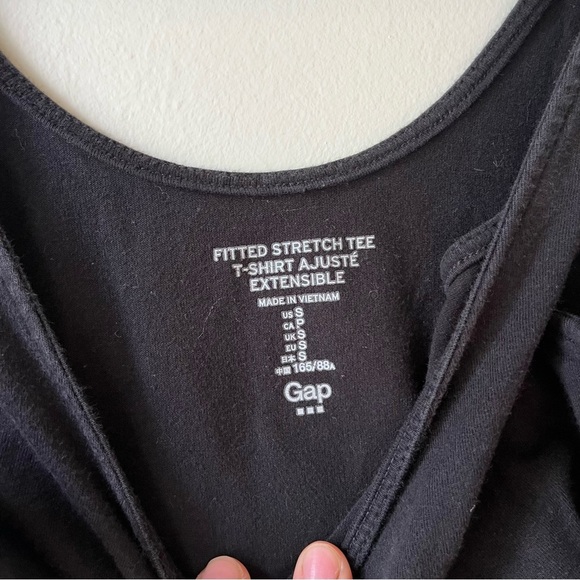 FITTED STRETCH TEE
T-SHIRT AJUSTÉ
EXTENSIBLE
MADE IN VIETNAM
US S
CA P
UK S
EU S
日本 S
中国 165/88A
Gap